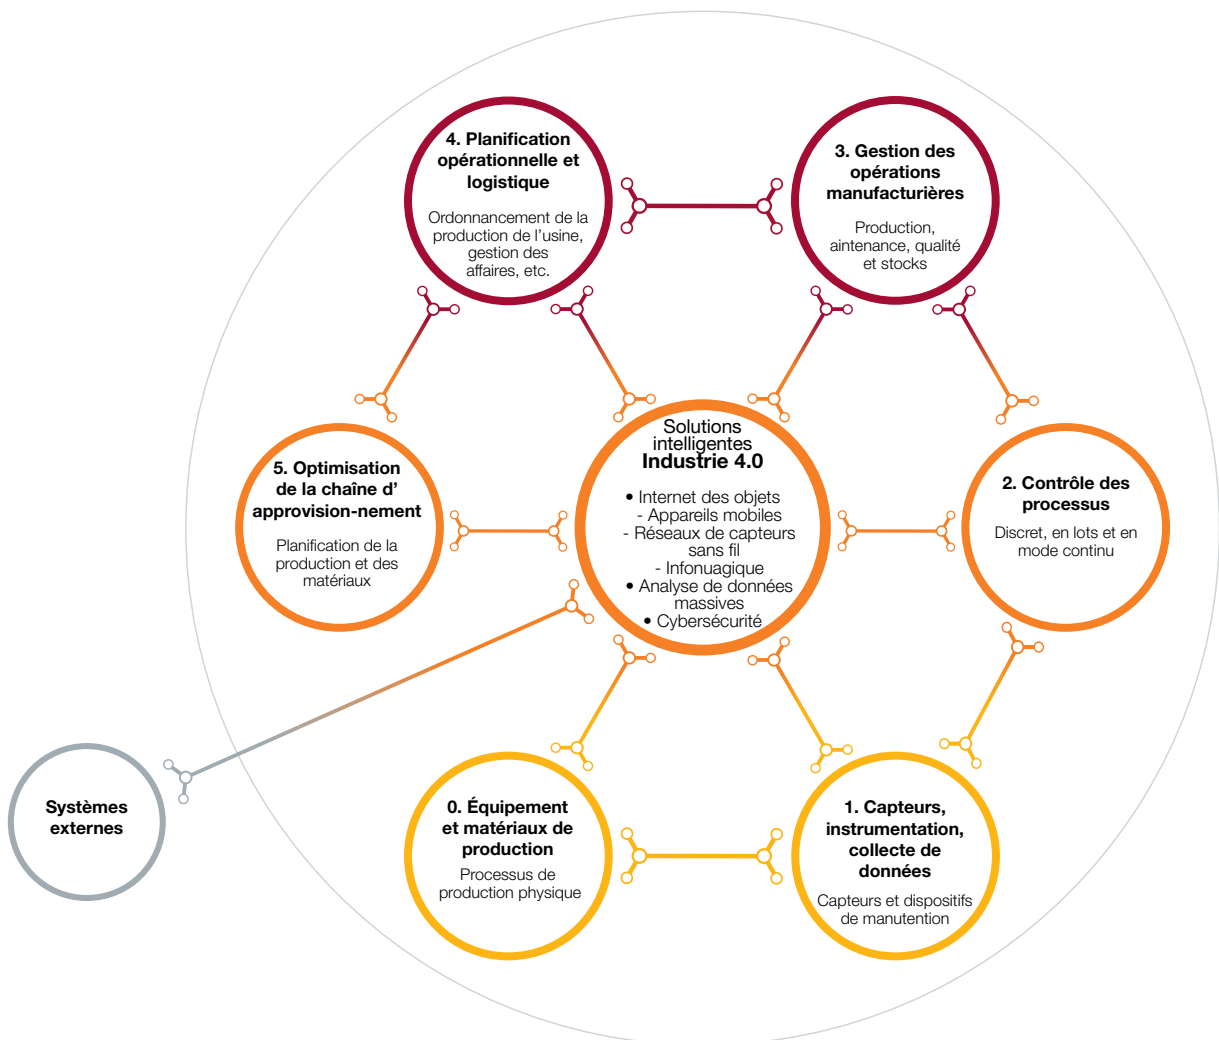 4. Planification
opérationnelle et
logistique
Ordonnancement de la
production de l'usine,
gestion des
affaires, etc.
3. Gestion des
opérations
manufacturières
Production,
aintenance, qualité
et stocks
5. Optimisation
de la chaîne d'
approvision-nement
Planification de la
production et des
matériaux
Solutions
intelligentes
Industrie 4.0
• Internet des objets
- Appareils mobiles
- Réseaux de capteurs
sans fil
- Infonuagique
• Analyse de données
massives
• Cybersécurité
2. Contrôle des
processus
Discret, en lots et en
mode continu
Systèmes
externes
0. Équipement
et matériaux de
production
Processus de
production physique
1. Capteurs,
instrumentation,
collecte de
données
Capteurs et dispositifs
de manutention